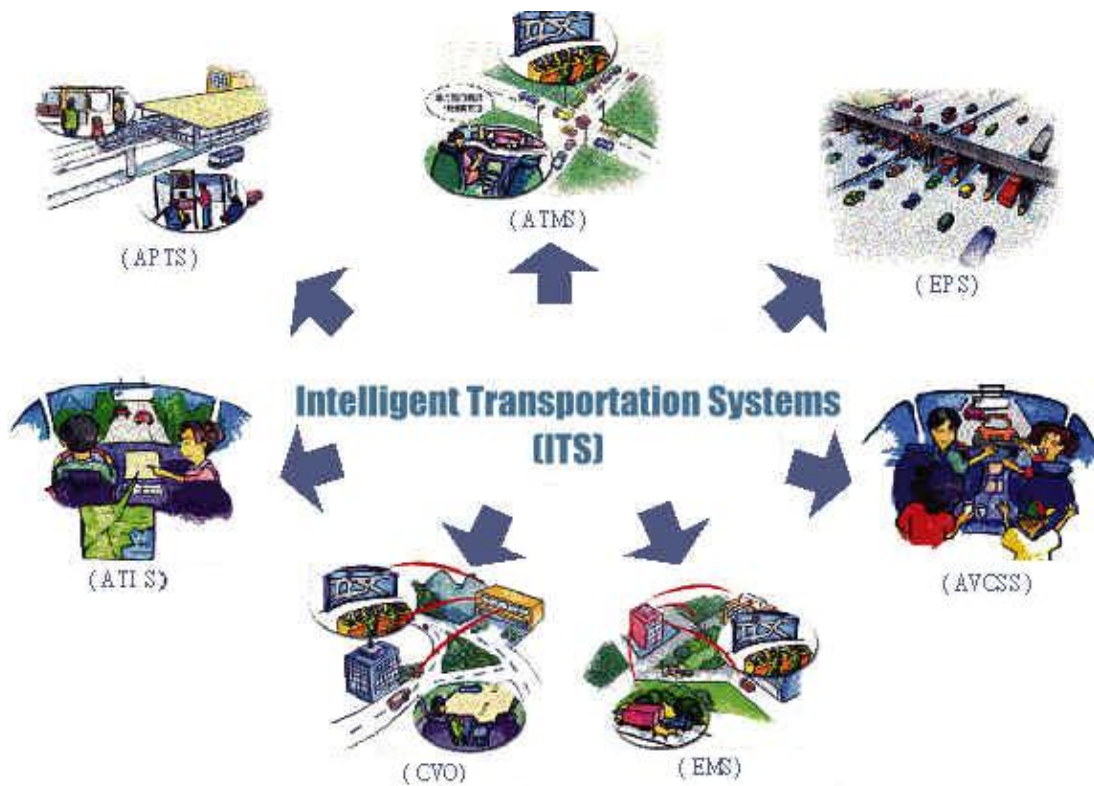 (ATMS)
(APTS)
(EPS)
Intelligent Transportation Systems
(ITS)
(ATIS)
(AVCSS)
(CVO)
(EMS)